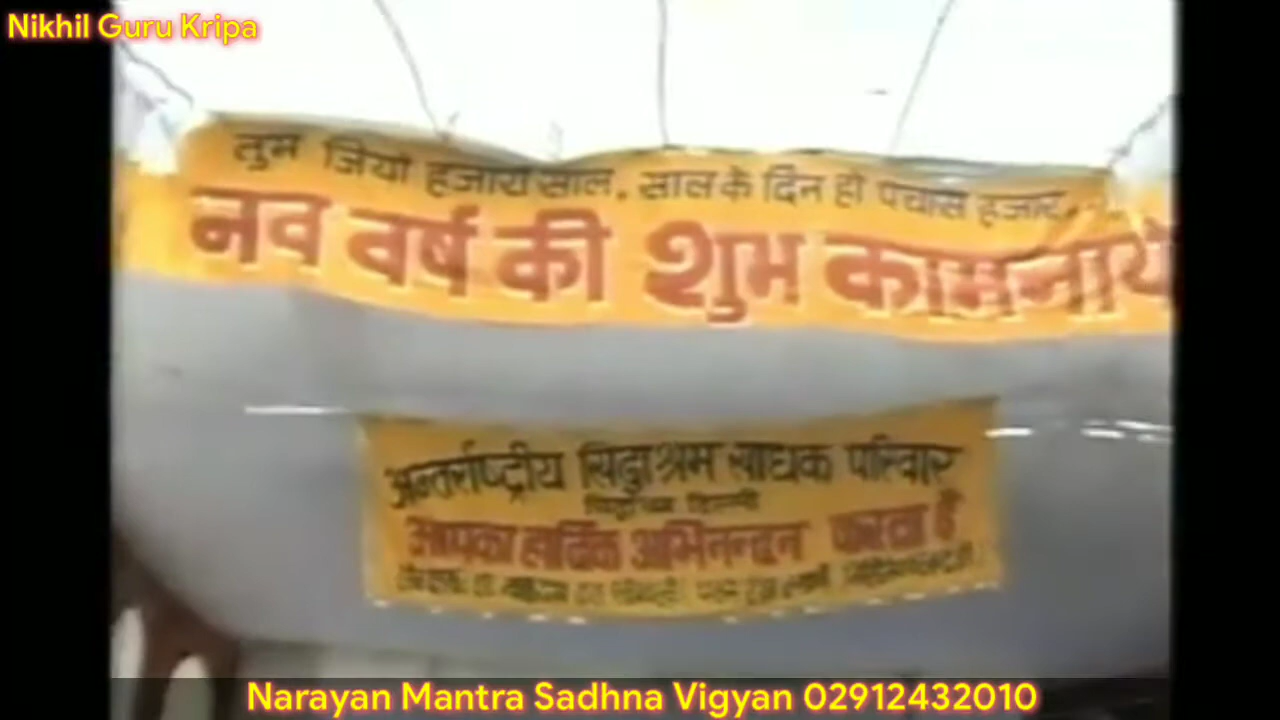 Nikhil Guru Kripa
तुम जियो हजारों साल, साल के दिन हो पचास हजार
नव वर्ष की शुभ कामनायें
अन्तर्राष्ट्रीय सिद्धाश्रम साधक परिवार
आपका हार्दिक अभिनन्दन करता है
Narayan Mantra Sadhna Vigyan 02912432010